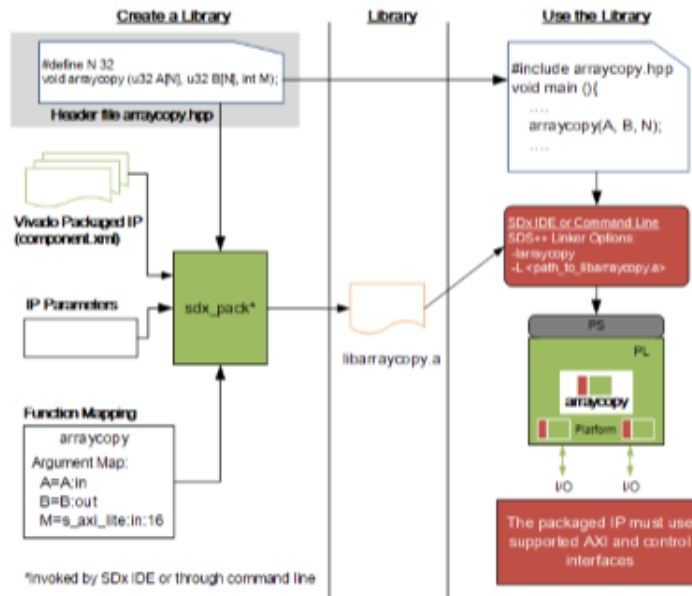 Create a Library
Library
Use the Library
#define N 32
void arraycopy (u32 A[N], u32 B[N], int M);
Header file arraycopy.hpp
Vivado Packaged IP
(component.xml)
IP Parameters
sdx_pack*
Function Mapping
arraycopy
Argument Map:
A=A:in
B=B:out
M=s_axi_lite:in:16
*Invoked by SDx IDE or through command line
libarraycopy.a
#include arraycopy.hpp
void main (){
....
arraycopy(A, B, N);
....
SDx IDE or Command Line
SDS++ Linker Options:
-larraycopy
-L <path_to_libarraycopy.a>
PS
PL
arraycopy
Platform
I/O
I/O
The packaged IP must use
supported AXI and control
interfaces